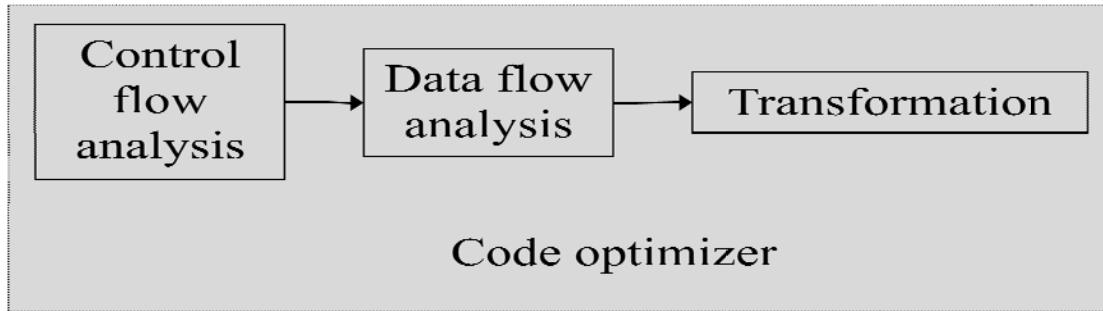 Control
flow
analysis
Data flow
analysis
Transformation
Code optimizer